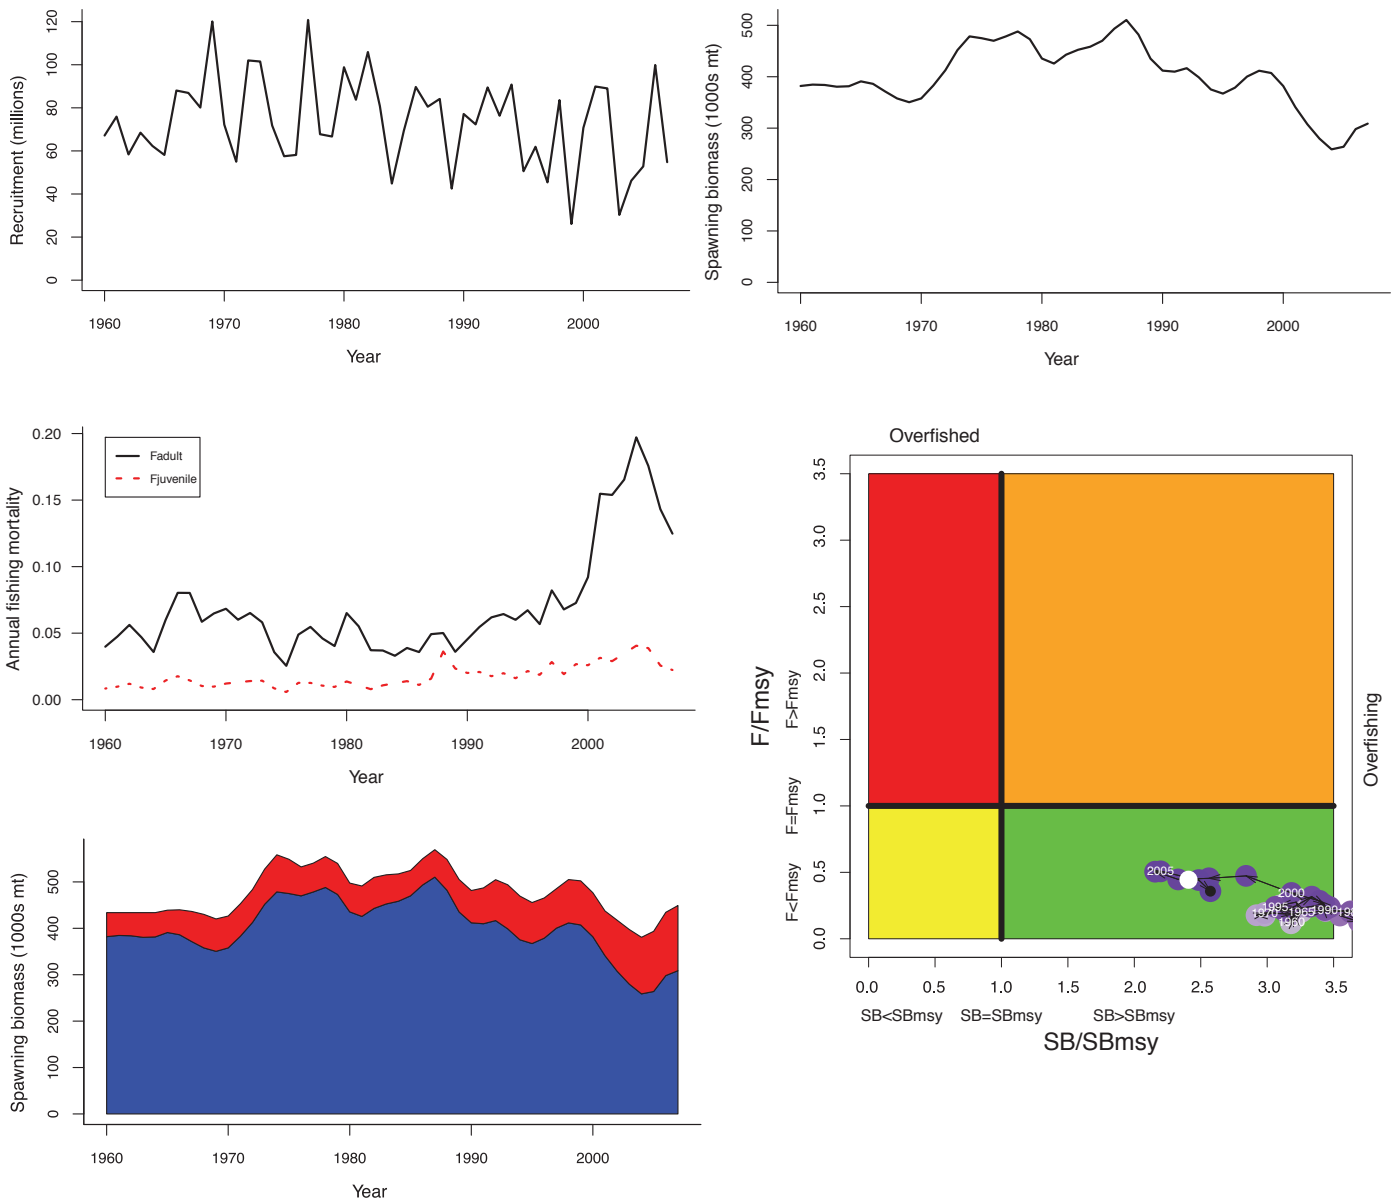 Recruitment (millions)
0 20 40 60 80 100 120
1960 1970 1980 1990 2000
Year
Spawning biomass (1000s mt)
0 100 200 300 400 500
1960 1970 1980 1990 2000
Year
Annual fishing mortality
0.20
0.15
0.10
0.05
0.00
Fadult
Fjuvenile
1960 1970 1980 1990 2000
Year
Overfished
F/Fmsy
F<Fmsy F=Fmsy F>Fmsy
0.0 0.5 1.0 1.5 2.0 2.5 3.0 3.5
2005
2000
1995
1970 1965 1990
1960
Overfishing
0.0 0.5 1.0 1.5 2.0 2.5 3.0 3.5
SB<SBmsy SB=SBmsy SB>SBmsy
SB/SBmsy
Spawning biomass (1000s mt)
0 100 200 300 400 500
1960 1970 1980 1990 2000
Year